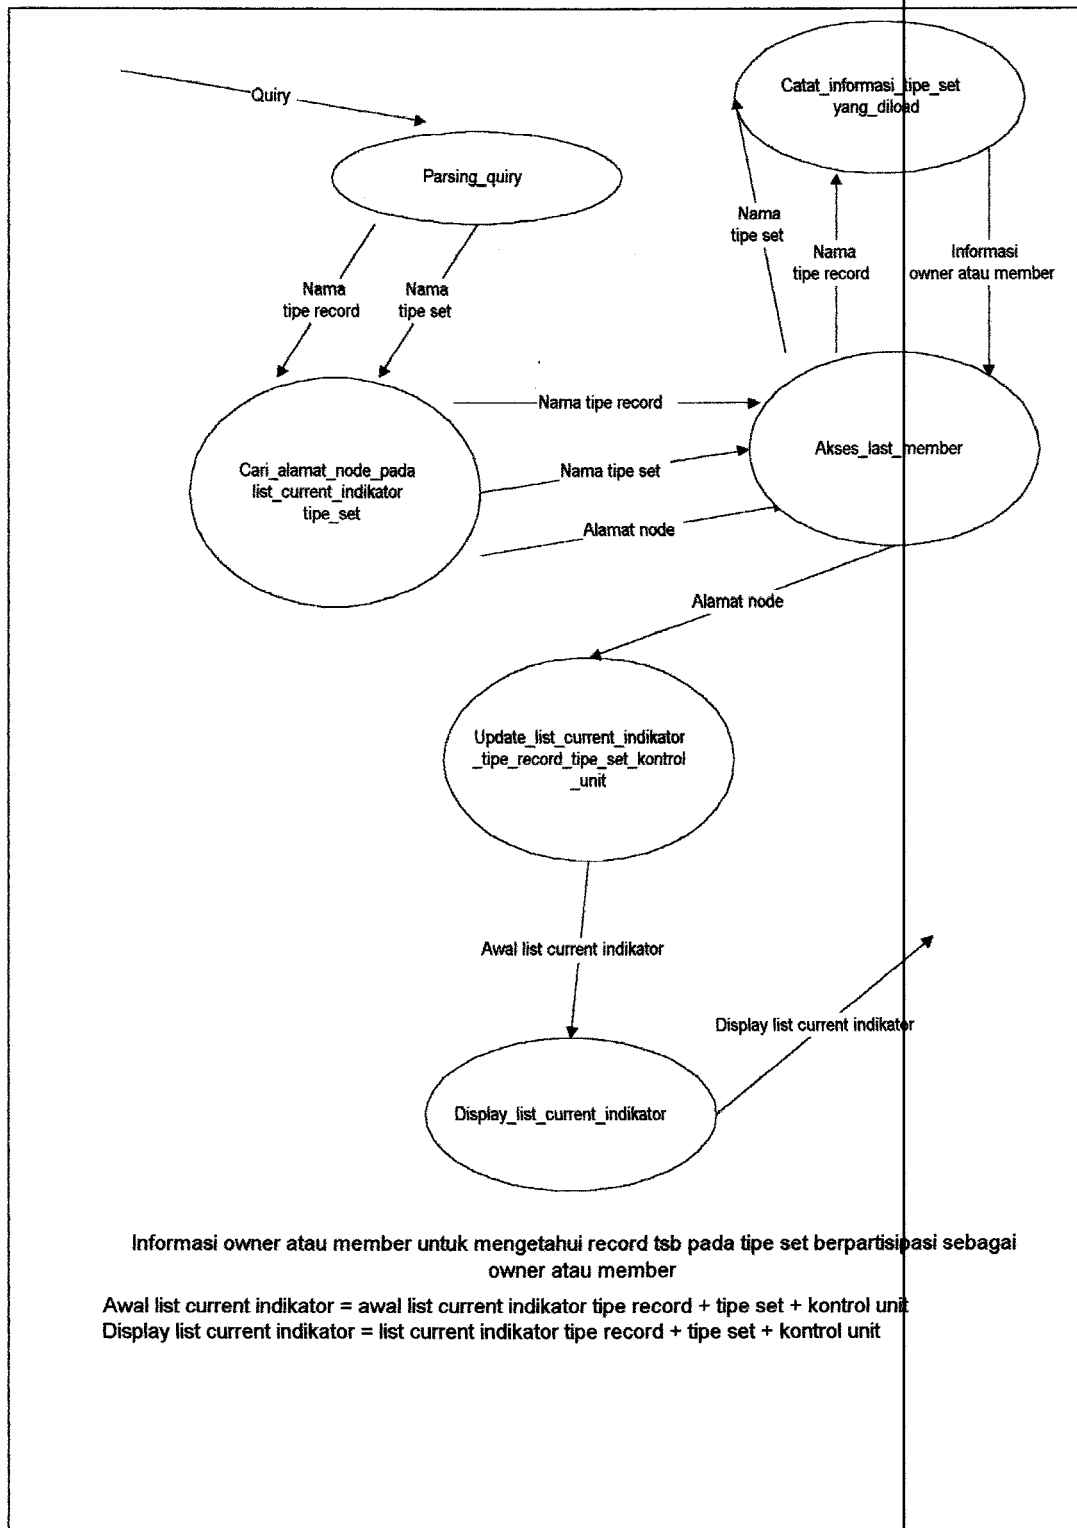 Catat_informasi_tipe_set
yang_diload
Quiry
Parsing_quiry
Nama
tipe set
Nama
tipe record
Informasi
owner atau member
Nama
tipe record
Nama
tipe set
Nama tipe record
Akses_last_member
Cari_alamat_node_pada
list_current_indikator
tipe_set
Nama tipe set
Alamat node
Alamat node
Update_list_current_indikator
_tipe_record_tipe_set_kontrol
_unit
Awal list current indikator
Display list current indikator
Display_list_current_indikator
Informasi owner atau member untuk mengetahui record tsb pada tipe set berpartisipasi sebagai
owner atau member
Awal list current indikator = awal list current indikator tipe record + tipe set + kontrol unit
Display list current indikator = list current indikator tipe record + tipe set + kontrol unit